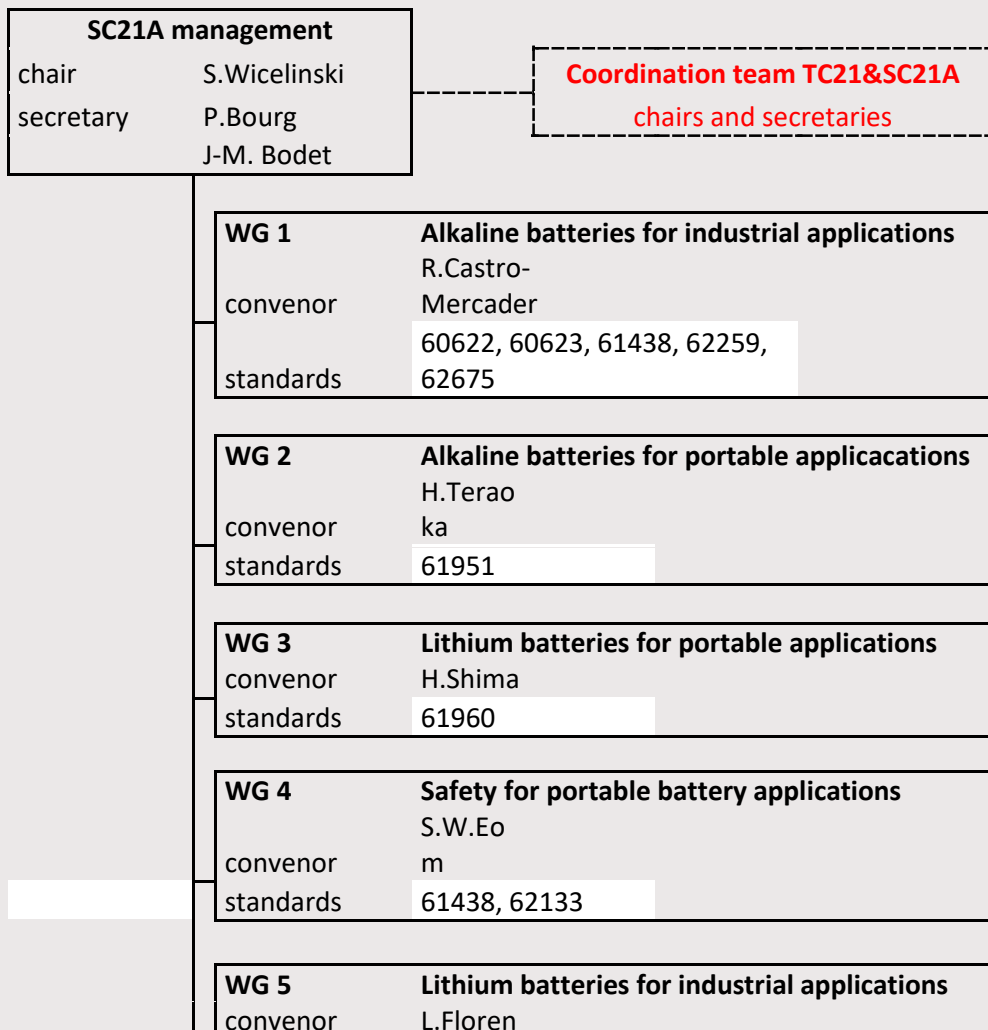 SC21A management
chair S.Wicelinski
secretary P.Bourg
J-M. Bodet
Coordination team TC21&SC21A
chairs and secretaries
WG 1 Alkaline batteries for industrial applications
R.Castro-
convenor Mercader
60622, 60623, 61438, 62259,
standards 62675
WG 2 Alkaline batteries for portable applicacations
H.Terao
convenor ka
standards 61951
WG 3 Lithium batteries for portable applications
convenor H.Shima
standards 61960
WG 4 Safety for portable battery applications
S.W.Eo
convenor m
standards 61438, 62133
WG 5 Lithium batteries for industrial applications
convenor L.Floren